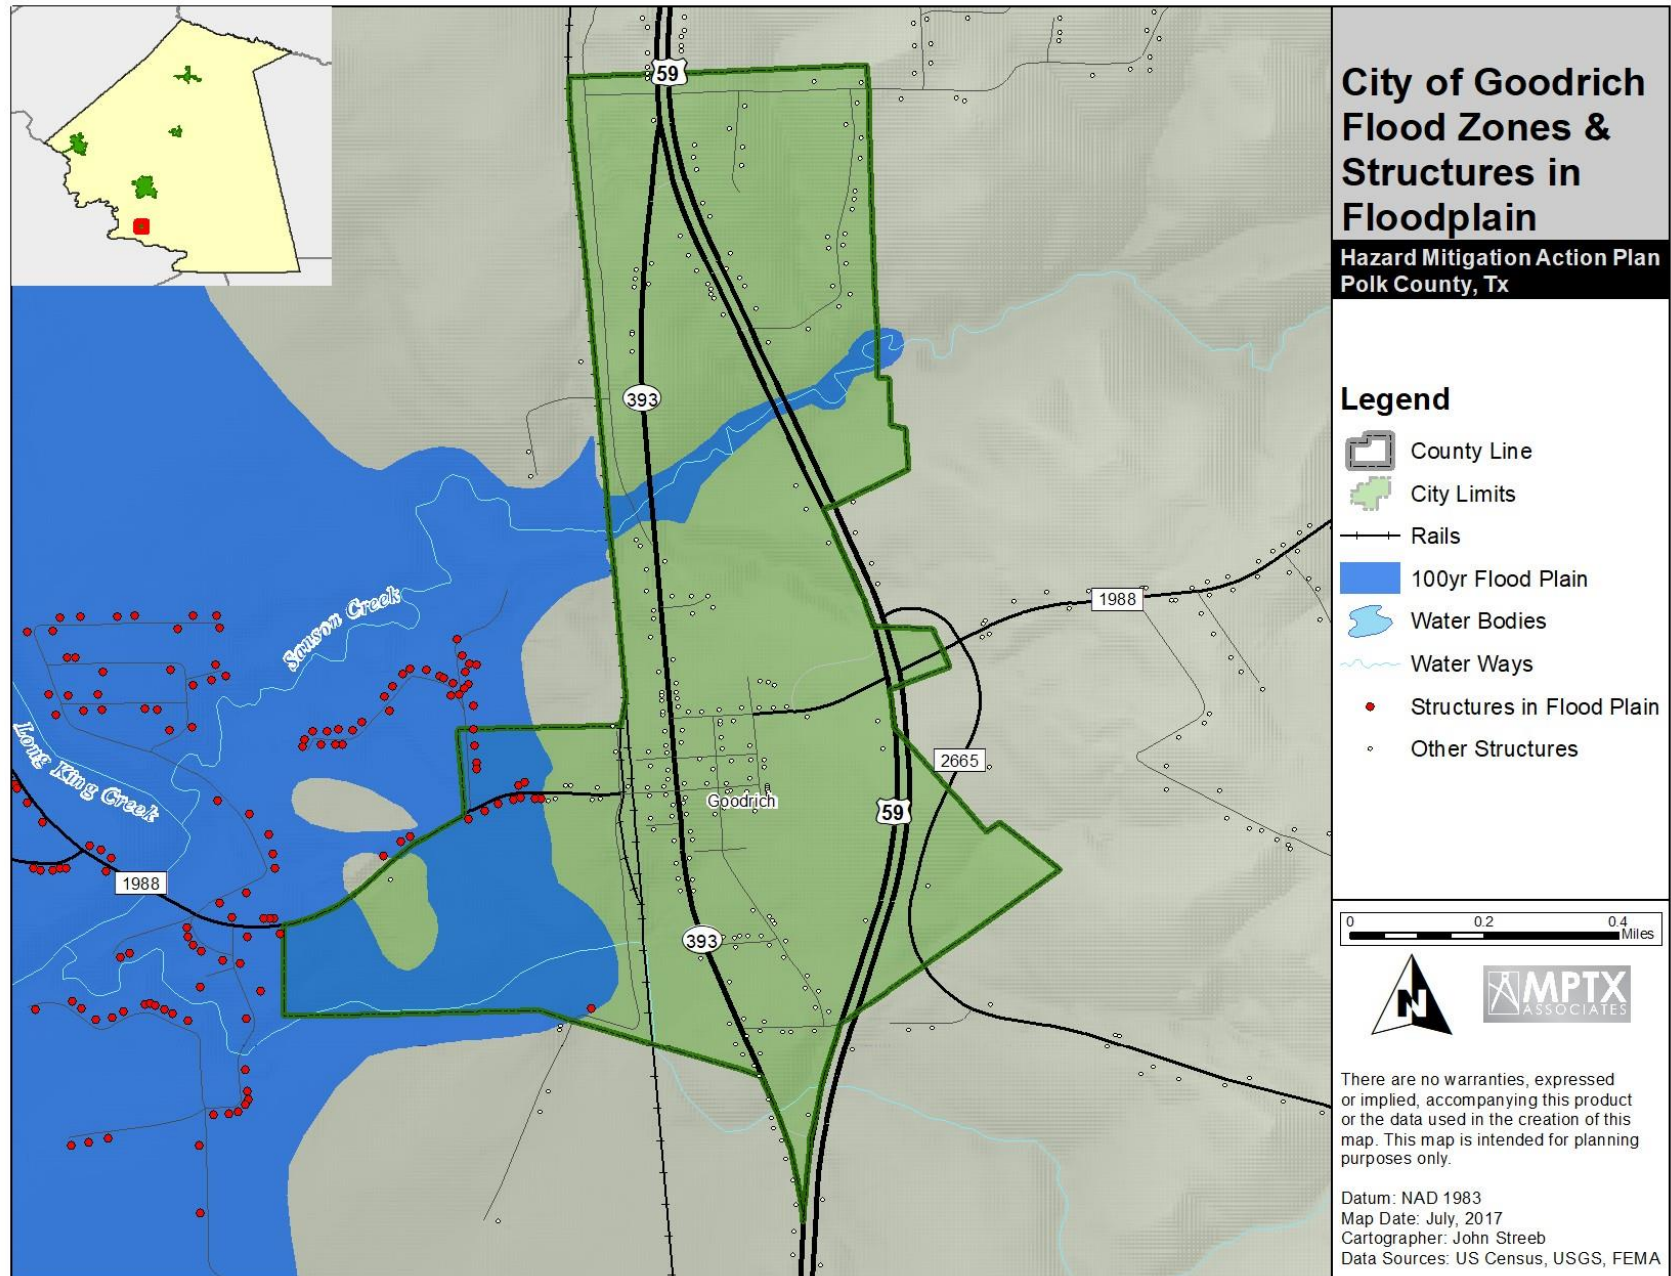 City of Goodrich
Flood Zones &
Structures in
Floodplain
Hazard Mitigation Action Plan
Polk County, Tx
Legend
County Line
City Limits
Rails
100yr Flood Plain
Water Bodies
Water Ways
Structures in Flood Plain
Other Structures
0 0.2 0.4
Miles
N
MPTX
ASSOCIATES
There are no warranties, expressed
or implied, accompanying this product
or the data used in the creation of this
map. This map is intended for planning
purposes only.
Datum: NAD 1983
Map Date: July, 2017
Cartographer: John Streeb
Data Sources: US Census, USGS, FEMA
59
393
1988
Sanson Creek
Long King Creek
2665
Goodrich
59
1988
393